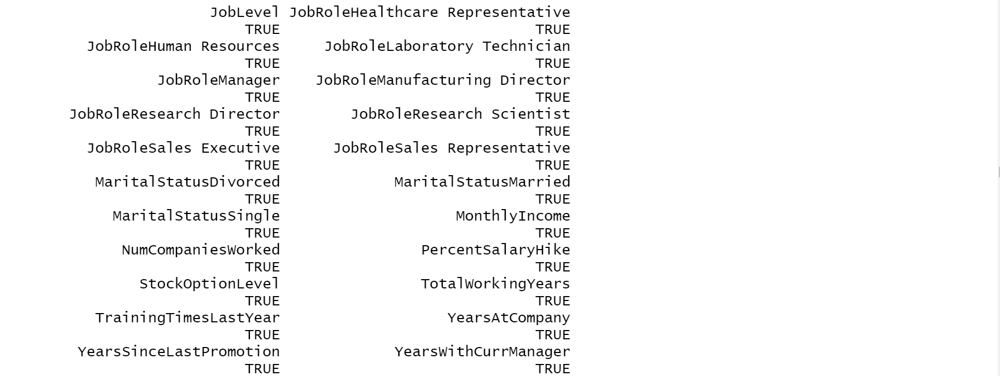 JobLevel JobRoleHealthcare Representative
TRUE TRUE
JobRoleHuman Resources JobRoleLaboratory Technician
TRUE TRUE
JobRoleManager JobRoleManufacturing Director
TRUE TRUE
JobRoleResearch Director JobRoleResearch Scientist
TRUE TRUE
JobRoleSales Executive JobRoleSales Representative
TRUE TRUE
MaritalStatusDivorced MaritalStatusMarried
TRUE TRUE
MaritalStatusSingle MonthlyIncome
TRUE TRUE
NumCompaniesWorked PercentSalaryHike
TRUE TRUE
StockOptionLevel TotalWorkingYears
TRUE TRUE
TrainingTimesLastYear YearsAtCompany
TRUE TRUE
YearsSinceLastPromotion YearsWithCurrManager
TRUE TRUE